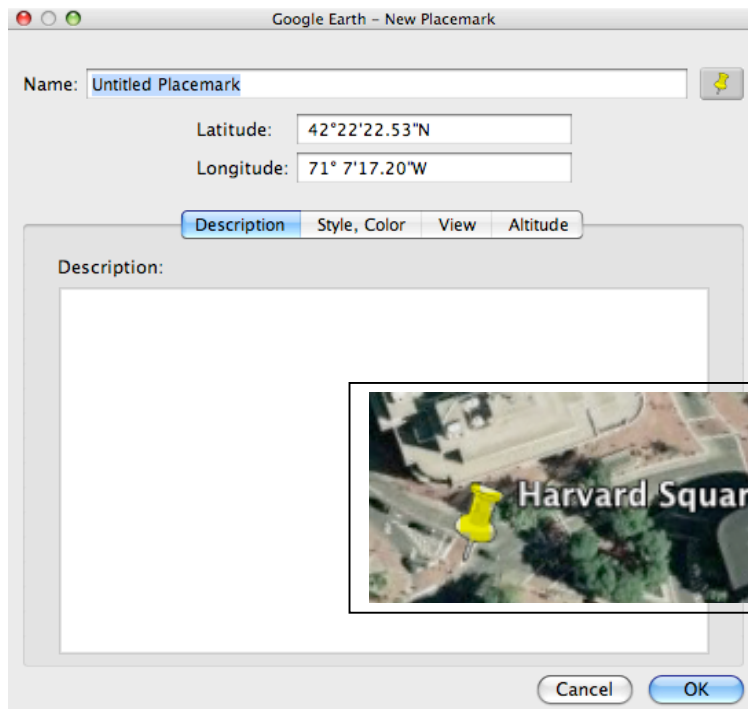 Google Earth – New Placemark
Name: Untitled Placemark
Latitude: 42°22'22.53"N
Longitude: 71° 7'17.20"W
Description Style, Color View Altitude
Description:
Harvard Squar
Cancel OK